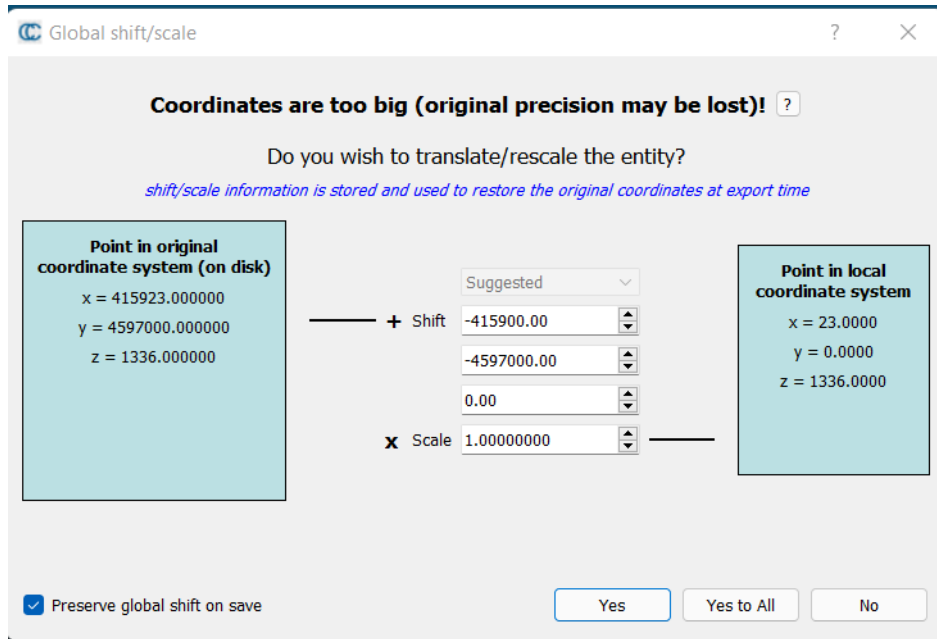 Global shift/scale
?
Coordinates are too big (original precision may be lost)! ?
Do you wish to translate/rescale the entity?
shift/scale information is stored and used to restore the original coordinates at export time
Point in original
coordinate system (on disk)
x = 415923.000000
y = 4597000.000000
z = 1336.000000
Suggested
+ Shift -415900.00
-4597000.00
0.00
x Scale 1.00000000
Point in local
coordinate system
x = 23.0000
y = 0.0000
z = 1336.0000
Preserve global shift on save
Yes
Yes to All
No